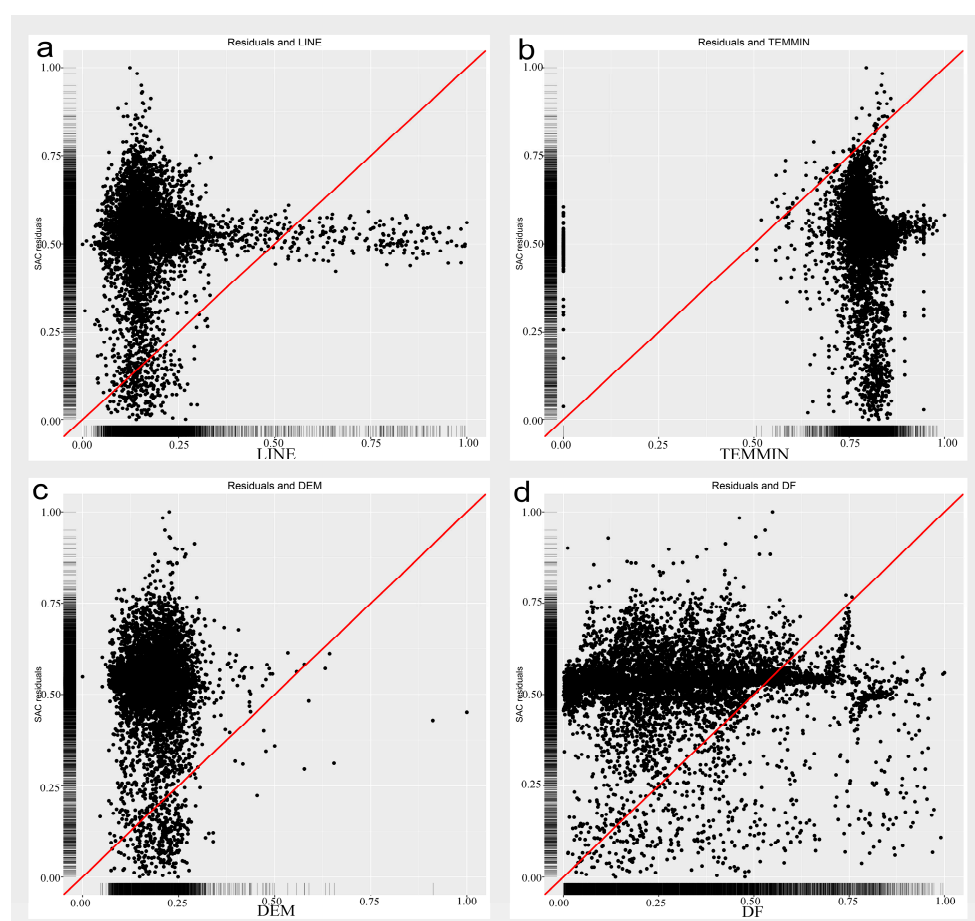 a
Residuals and LINE
1.00
0.75
0.50
0.25
0.00
SAC residuals
0.00 0.25 0.50 0.75 1.00
LINE
b
Residuals and TEMMIN
1.00
0.75
0.50
0.25
0.00
SAC residuals
0.00 0.25 0.50 0.75 1.00
TEMMIN
c
Residuals and DEM
1.00
0.75
0.50
0.25
0.00
SAC residuals
0.00 0.25 0.50 0.75 1.00
DEM
d
Residuals and DF
1.00
0.75
0.50
0.25
0.00
SAC residuals
0.00 0.25 0.50 0.75 1.00
DF